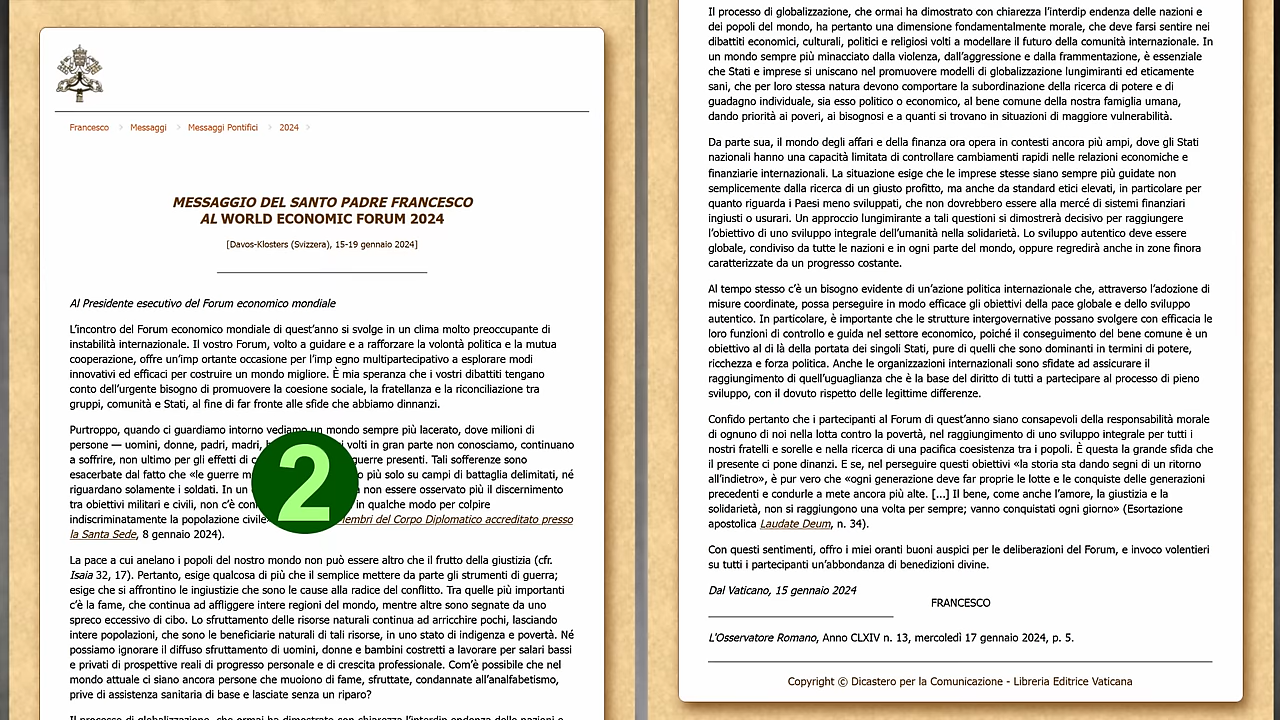 Francesco > Messaggi > Messaggi Pontifici > 2024 >
MESSAGGIO DEL SANTO PADRE FRANCESCO
AL WORLD ECONOMIC FORUM 2024
[Davos-Klosters (Svizzera), 15-19 gennaio 2024]
Al Presidente esecutivo del Forum economico mondiale
L'incontro del Forum economico mondiale di quest'anno si svolge in un clima molto preoccupante di
instabilità internazionale. Il vostro Forum, volto a guidare e a rafforzare la volontà politica e la mutua
cooperazione, offre un'imp ortante occasione per l'imp egno multipartecipativo a esplorare modi
innovativi ed efficaci per costruire un mondo migliore. È mia speranza che i vostri dibattiti tengano
conto dell'urgente bisogno di promuovere la coesione sociale, la fratellanza e la riconciliazione tra
gruppi, comunità e Stati, al fine di far fronte alle sfide che abbiamo dinnanzi.
Purtroppo, quando ci guardiamo intorno vediamo un mondo sempre più lacerato, dove milioni di
persone — uomini, donne, padri, madri, i volti in gran parte non conosciamo, continuano
a soffrire, non ultimo per gli effetti di guerre presenti. Tali sofferenze sono
esacerbate dal fatto che «le guerre più solo su campi di battaglia delimitati, né
riguardano solamente i soldati. In un non essere osservato più il discernimento
tra obiettivi militari e civili, non c'è in qualche modo per colpire
indiscriminatamente la popolazione civile» membri del Corpo Diplomatico accreditato presso
la Santa Sede, 8 gennaio 2024).
La pace a cui anelano i popoli del nostro mondo non può essere altro che il frutto della giustizia (cfr.
Isaia 32, 17). Pertanto, esige qualcosa di più che il semplice mettere da parte gli strumenti di guerra;
esige che si affrontino le ingiustizie che sono le cause alla radice del conflitto. Tra quelle più importanti
c'è la fame, che continua ad affliggere intere regioni del mondo, mentre altre sono segnate da uno
spreco eccessivo di cibo. Lo sfruttamento delle risorse naturali continua ad arricchire pochi, lasciando
intere popolazioni, che sono le beneficiarie naturali di tali risorse, in uno stato di indigenza e povertà. Né
possiamo ignorare il diffuso sfruttamento di uomini, donne e bambini costretti a lavorare per salari bassi
e privati di prospettive reali di progresso personale e di crescita professionale. Com'è possibile che nel
mondo attuale ci siano ancora persone che muoiono di fame, sfruttate, condannate all'analfabetismo,
prive di assistenza sanitaria di base e lasciate senza un riparo?
Il processo di globalizzazione, che ormai ha dimostrato con chiarezza l'interdip endenza delle nazioni e
2
Il processo di globalizzazione, che ormai ha dimostrato con chiarezza l'interdip endenza delle nazioni e
dei popoli del mondo, ha pertanto una dimensione fondamentalmente morale, che deve farsi sentire nei
dibattiti economici, culturali, politici e religiosi volti a modellare il futuro della comunità internazionale. In
un mondo sempre più minacciato dalla violenza, dall'aggressione e dalla frammentazione, è essenziale
che Stati e imprese si uniscano nel promuovere modelli di globalizzazione lungimiranti ed eticamente
sani, che per loro stessa natura devono comportare la subordinazione della ricerca di potere e di
guadagno individuale, sia esso politico o economico, al bene comune della nostra famiglia umana,
dando priorità ai poveri, ai bisognosi e a quanti si trovano in situazioni di maggiore vulnerabilità.
Da parte sua, il mondo degli affari e della finanza ora opera in contesti ancora più ampi, dove gli Stati
nazionali hanno una capacità limitata di controllare cambiamenti rapidi nelle relazioni economiche e
finanziarie internazionali. La situazione esige che le imprese stesse siano sempre più guidate non
semplicemente dalla ricerca di un giusto profitto, ma anche da standard etici elevati, in particolare per
quanto riguarda i Paesi meno sviluppati, che non dovrebbero essere alla mercé di sistemi finanziari
ingiusti o usurari. Un approccio lungimirante a tali questioni si dimostrerà decisivo per raggiungere
l'obiettivo di uno sviluppo integrale dell'umanità nella solidarietà. Lo sviluppo autentico deve essere
globale, condiviso da tutte le nazioni e in ogni parte del mondo, oppure regredirà anche in zone finora
caratterizzate da un progresso costante.
Al tempo stesso c'è un bisogno evidente di un'azione politica internazionale che, attraverso l'adozione di
misure coordinate, possa perseguire in modo efficace gli obiettivi della pace globale e dello sviluppo
autentico. In particolare, è importante che le strutture intergovernative possano svolgere con efficacia le
loro funzioni di controllo e guida nel settore economico, poiché il conseguimento del bene comune è un
obiettivo al di là della portata dei singoli Stati, pure di quelli che sono dominanti in termini di potere,
ricchezza e forza politica. Anche le organizzazioni internazionali sono sfidate ad assicurare il
raggiungimento di quell'uguaglianza che è la base del diritto di tutti a partecipare al processo di pieno
sviluppo, con il dovuto rispetto delle legittime differenze.
Confido pertanto che i partecipanti al Forum di quest'anno siano consapevoli della responsabilità morale
di ognuno di noi nella lotta contro la povertà, nel raggiungimento di uno sviluppo integrale per tutti i
nostri fratelli e sorelle e nella ricerca di una pacifica coesistenza tra i popoli. È questa la grande sfida che
il presente ci pone dinanzi. E se, nel perseguire questi obiettivi «la storia sta dando segni di un ritorno
all'indietro», è pur vero che «ogni generazione deve far proprie le lotte e le conquiste delle generazioni
precedenti e condurle a mete ancora più alte. [...] Il bene, come anche l'amore, la giustizia e la
solidarietà, non si raggiungono una volta per sempre; vanno conquistati ogni giorno» (Esortazione
apostolica Laudate Deum, n. 34).
Con questi sentimenti, offro i miei oranti buoni auspici per le deliberazioni del Forum, e invoco volentieri
su tutti i partecipanti un'abbondanza di benedizioni divine.
Dal Vaticano, 15 gennaio 2024
FRANCESCO
L'Osservatore Romano, Anno CLXIV n. 13, mercoledì 17 gennaio 2024, p. 5.
Copyright © Dicastero per la Comunicazione - Libreria Editrice Vaticana